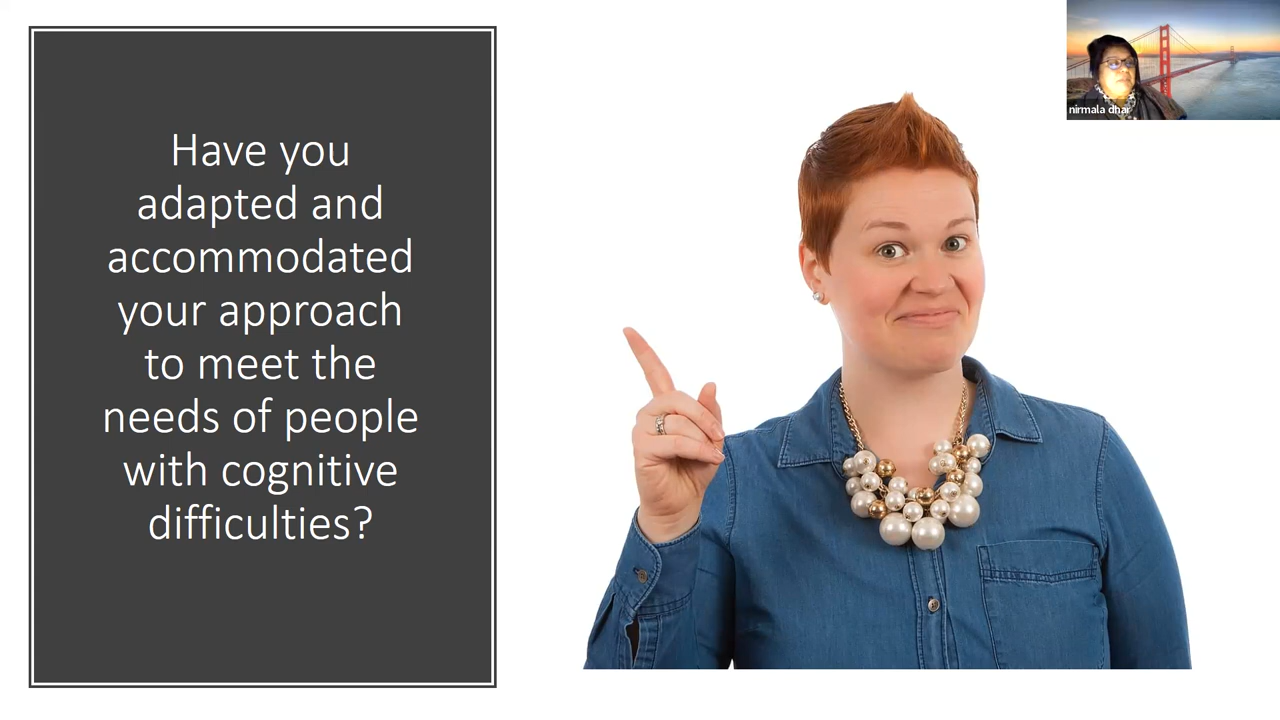 Have you
adapted and
accommodated
your approach
to meet the
needs of people
with cognitive
difficulties?
nirmala dhar